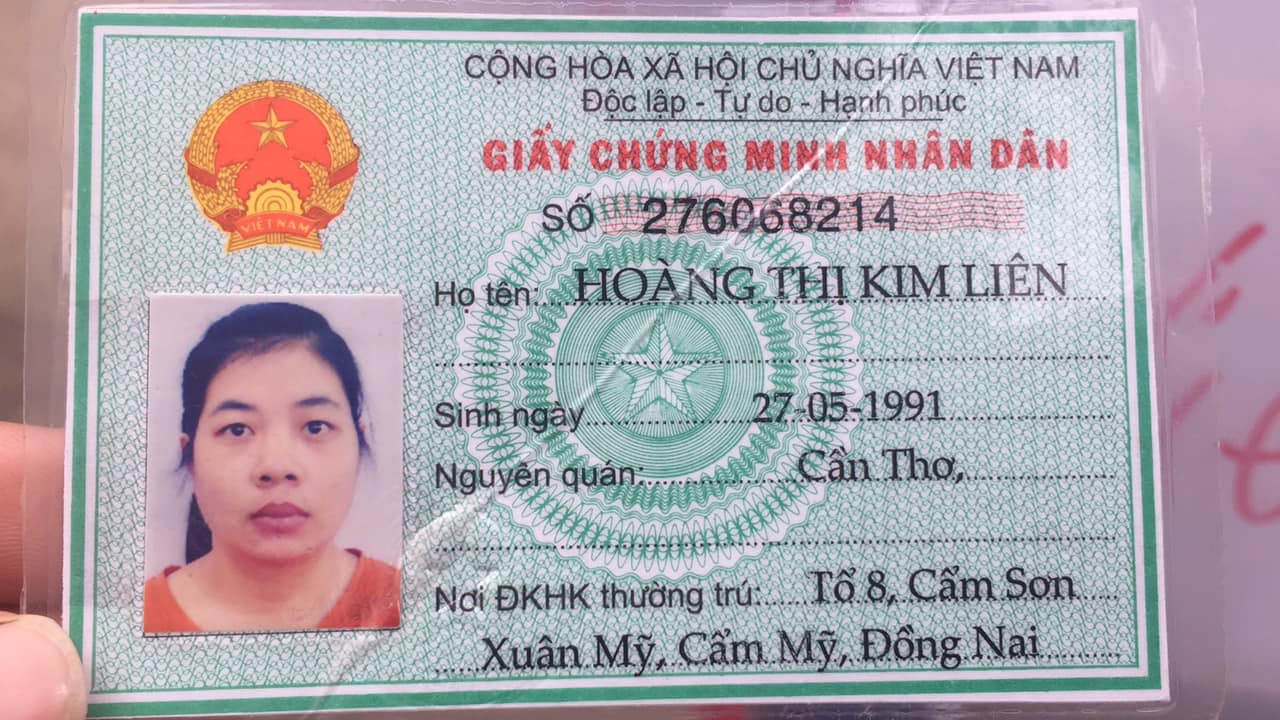 CỘNG HÒA XÃ HỘI CHỦ NGHĨA VIỆT NAM
Độc lập - Tự do - Hạnh phúc
GIẤY CHỨNG MINH NHÂN DÂN
SỐ 276068214
VIỆT NAM
Họ tên: HOÀNG THỊ KIM LIÊN
Sinh ngày 27-05-1991
Nguyên quán: Cần Thơ,
Nơi ĐKHK thường trú: Tổ 8, Cẩm Sơn
Xuân Mỹ, Cẩm Mỹ, Đồng Nai